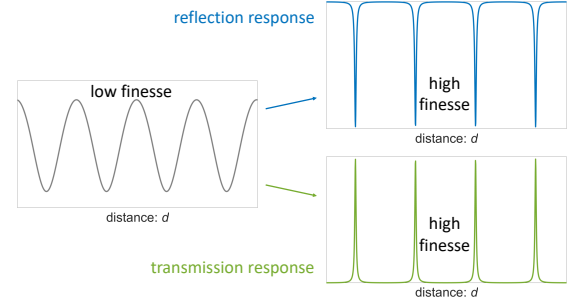 reflection response
low finesse
high
finesse
distance: d
distance: d
high
finesse
transmission response
distance: d